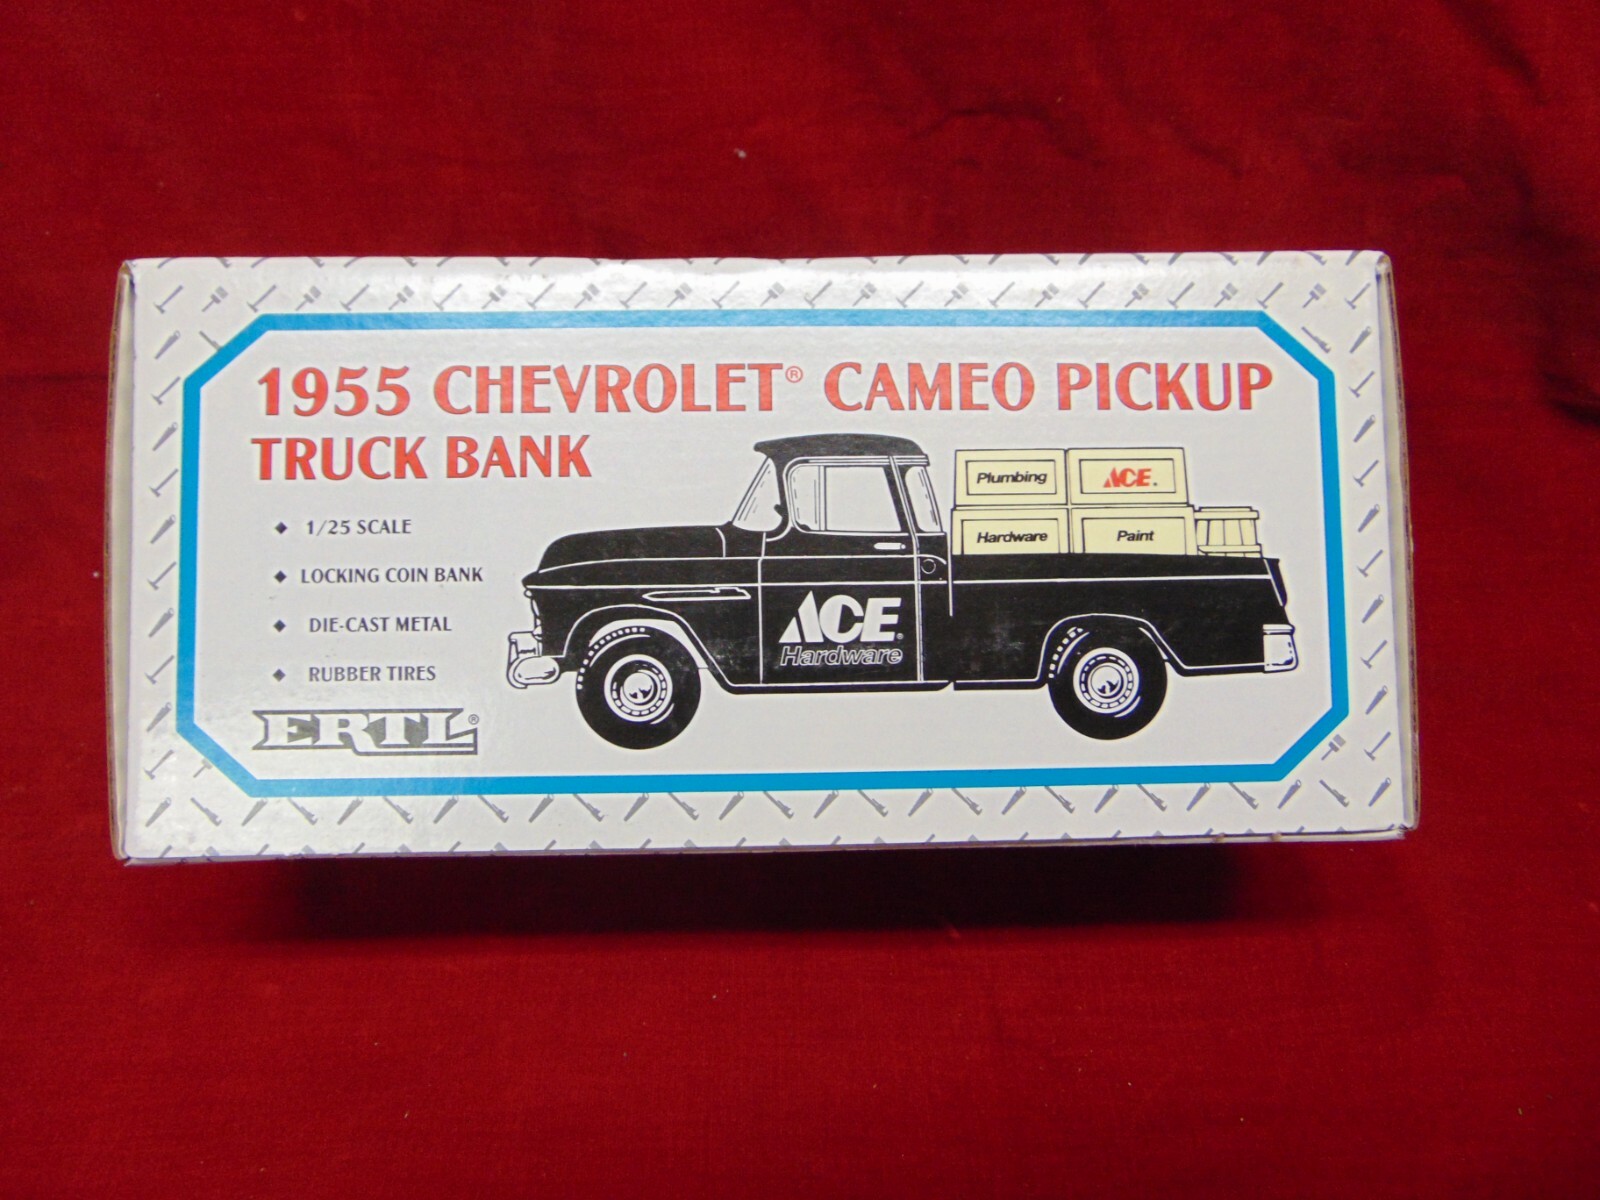 1955 CHEVROLET® CAMEO PICKUP
TRUCK BANK
◆ 1/25 SCALE
◆ LOCKING COIN BANK
◆ DIE-CAST METAL
◆ RUBBER TIRES
ERTL®
Plumbing
ACE.
Hardware
Paint
ACE®
Hardware